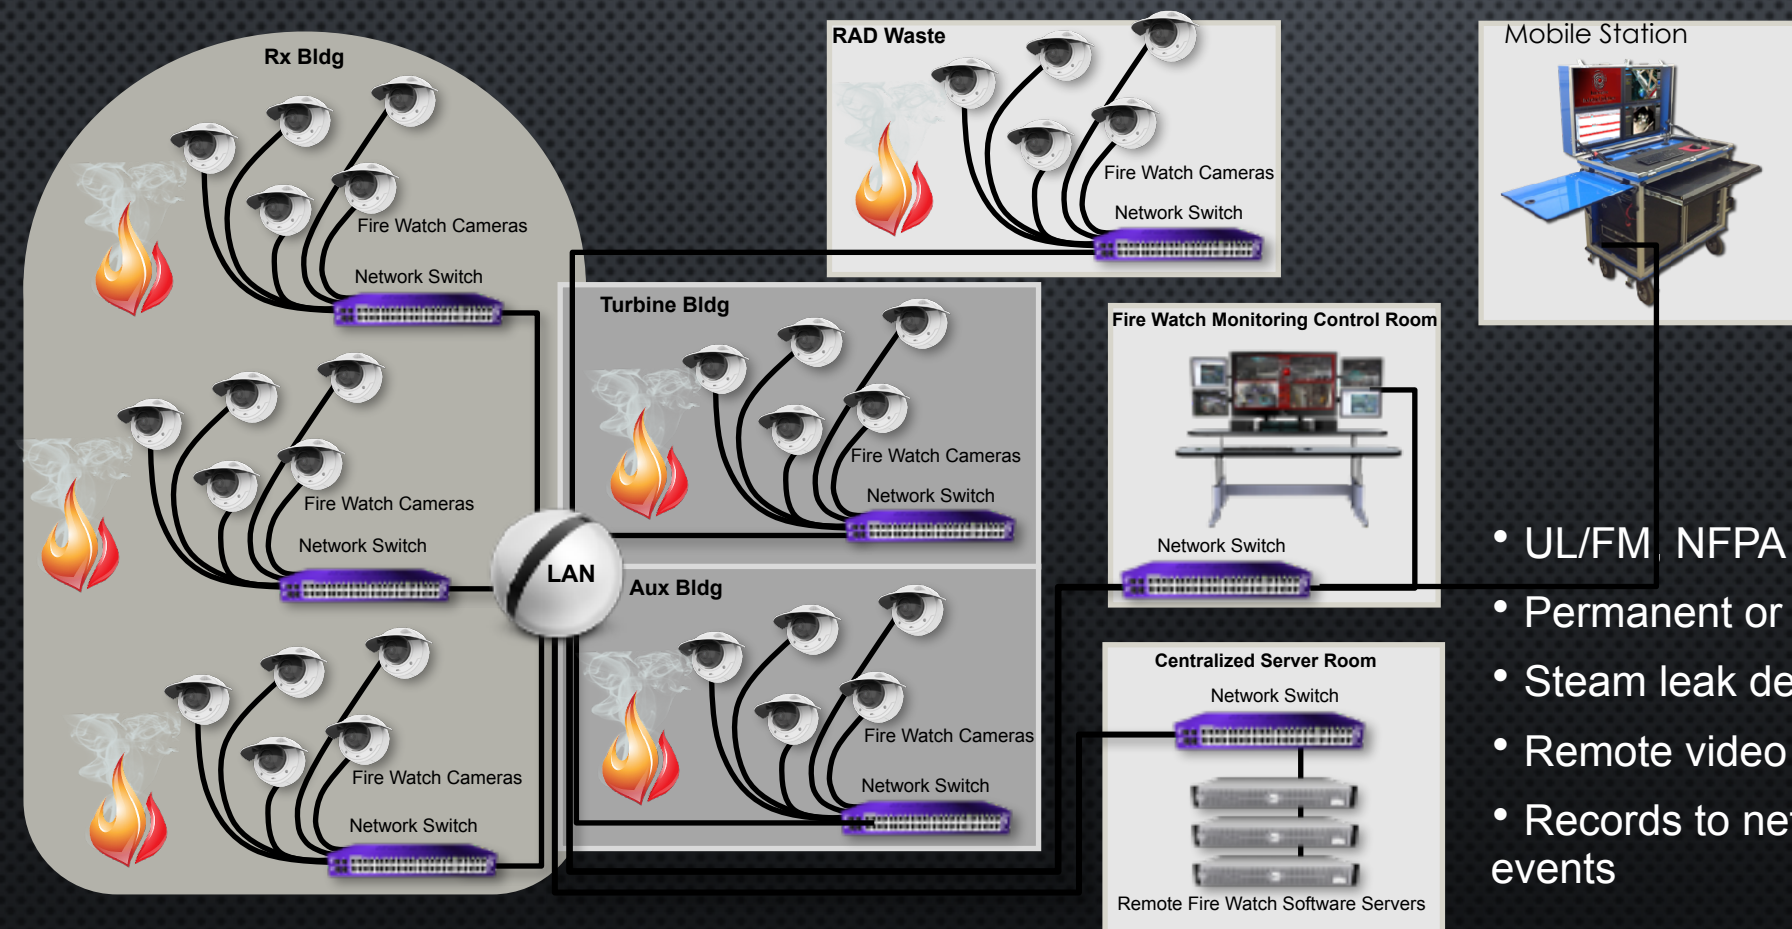 Rx Bldg
Fire Watch Cameras
Network Switch
Fire Watch Cameras
Network Switch
Fire Watch Cameras
Network Switch
LAN
RAD Waste
Fire Watch Cameras
Network Switch
Turbine Bldg
Fire Watch Cameras
Network Switch
Aux Bldg
Fire Watch Cameras
Network Switch
Fire Watch Monitoring Control Room
Network Switch
Centralized Server Room
Network Switch
Remote Fire Watch Software Servers
Mobile Station
• UL/FM, NFPA
• Permanent or
• Steam leak de
• Remote video
• Records to ne
events